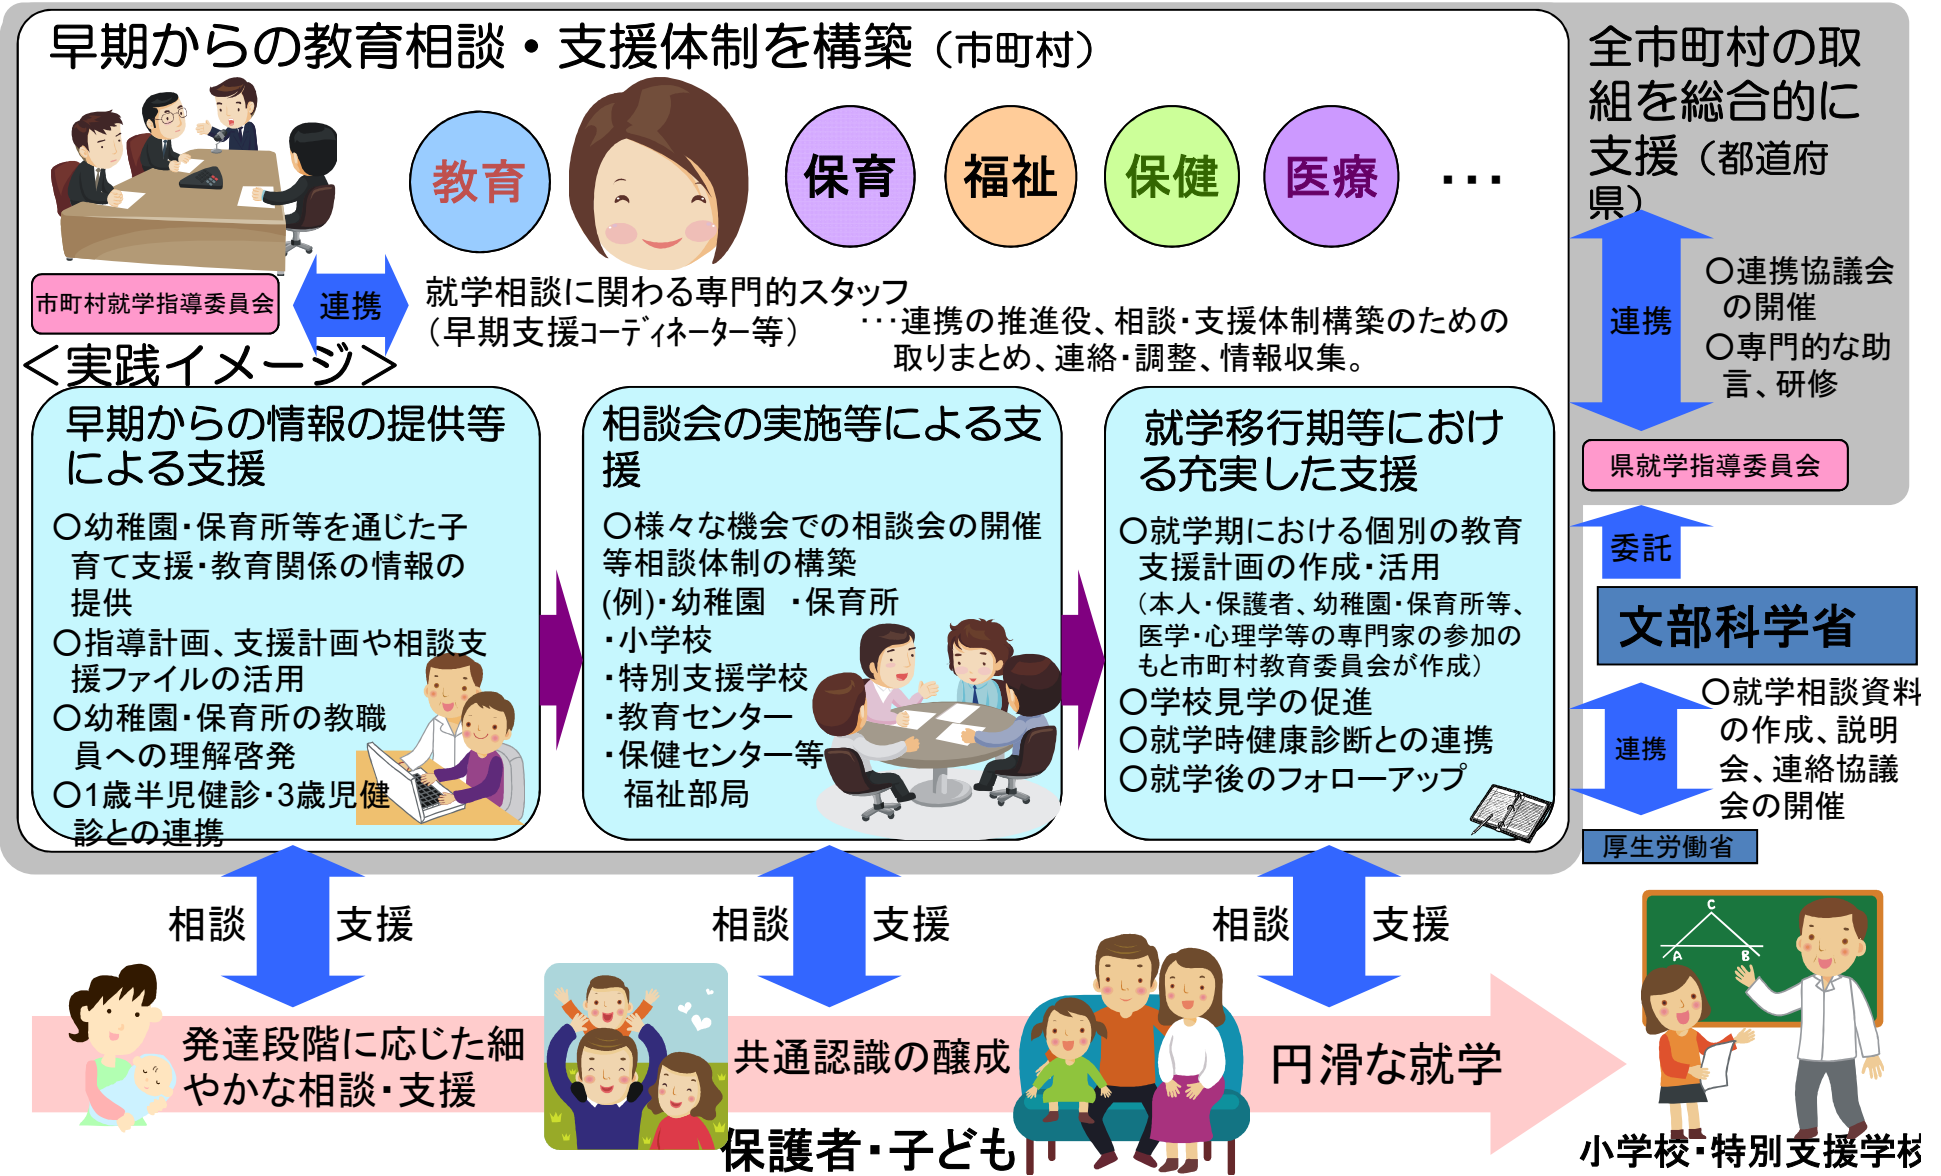 早期からの教育相談・支援体制を構築（市町村）
教育
保育
福祉
保健
医療
・・・
市町村就学指導委員会
連携
就学相談に関わる専門的スタッフ
（早期支援コーディネーター等）
・・・連携の推進役、相談・支援体制構築のための
取りまとめ、連絡・調整、情報収集。
＜実践イメージ＞
早期からの情報の提供等
による支援
○幼稚園・保育所等を通じた子
育て支援・教育関係の情報の
提供
○指導計画、支援計画や相談支
援ファイルの活用
○幼稚園・保育所の教職
員への理解啓発
○1歳半児健診・3歳児健
診との連携
相談会の実施等による支
援
○様々な機会での相談会の開催
等相談体制の構築
(例)・幼稚園　・保育所
・小学校
・特別支援学校
・教育センター
・保健センター等
福祉部局
就学移行期等におけ
る充実した支援
○就学期における個別の教育
支援計画の作成・活用
（本人・保護者、幼稚園・保育所等、
医学・心理学等の専門家の参加の
もと市町村教育委員会が作成）
○学校見学の促進
○就学時健康診断との連携
○就学後のフォローアップ
全市町村の取
組を総合的に
支援（都道府
県）
連携
○連携協議会
の開催
○専門的な助
言、研修
県就学指導委員会
委託
文部科学省
連携
○就学相談資料
の作成、説明
会、連絡協議
会の開催
厚生労働省
相談
支援
相談
支援
相談
支援
発達段階に応じた細
やかな相談・支援
共通認識の醸成
円滑な就学
保護者・子ども
C
A
B
小学校・特別支援学校